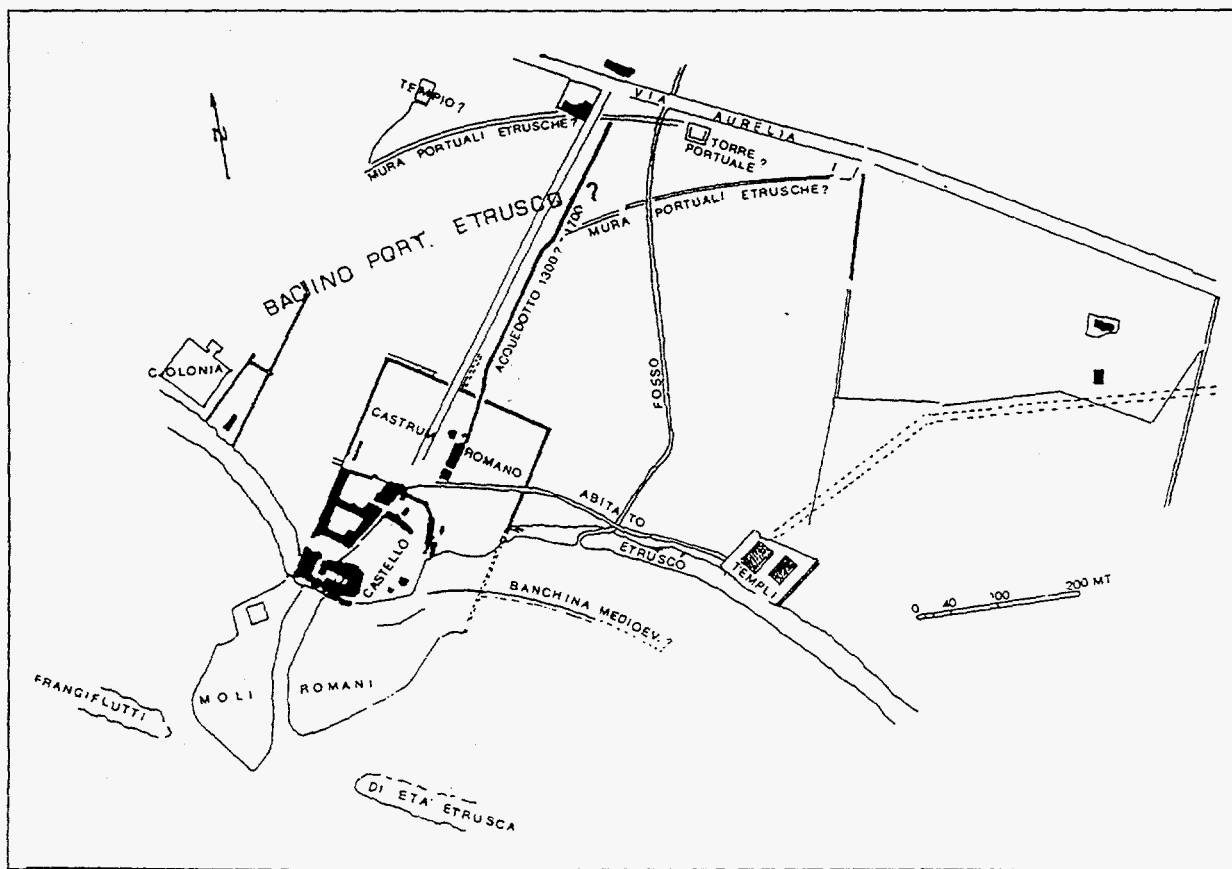 VIA AURELIA
TEMPIO?
N
MURA PORTUALI ETRUSCHE?
TORRE PORTUALE?
MURA PORTUALI ETRUSCHE?
BACINO PORT. ETRUSCO ?
ACQUEDOTTO 1300?-1700
COLONIA
FOSSO
CASTRUM ROMANO
ABITATO ETRUSCO
CASTELLO
TEMPLI
BANCHINA MEDIOEV.?
0 40 100 200 MT
FRANGIFLUTTI
MOLI ROMANI
DI ETA' ETRUSCA